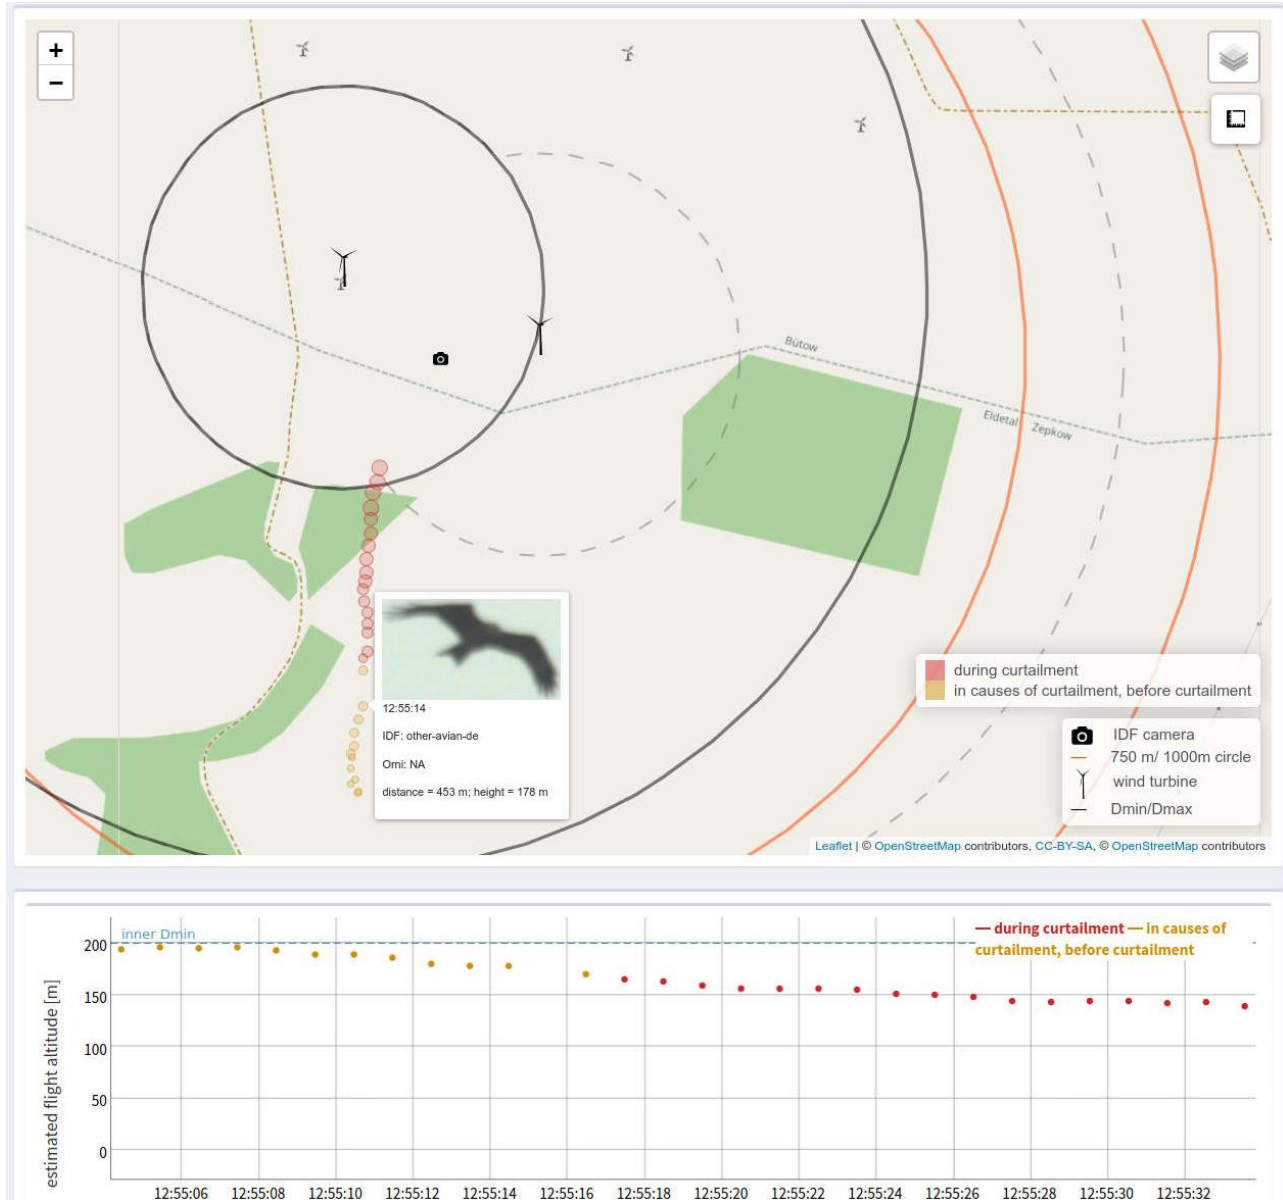 +
−
Bütow
Eldetal
Zepkow
12:55:14
IDF: other-avian-de
Omi: NA
distance = 453 m; height = 178 m
during curtailment
in causes of curtailment, before curtailment
IDF camera
750 m/ 1000m circle
wind turbine
Dmin/Dmax
Leaflet | © OpenStreetMap contributors, CC-BY-SA, © OpenStreetMap contributors
inner Dmin
— during curtailment — in causes of
curtailment, before curtailment
estimated flight altitude [m]
200
150
100
50
0
12:55:06 12:55:08 12:55:10 12:55:12 12:55:14 12:55:16 12:55:18 12:55:20 12:55:22 12:55:24 12:55:26 12:55:28 12:55:30 12:55:32